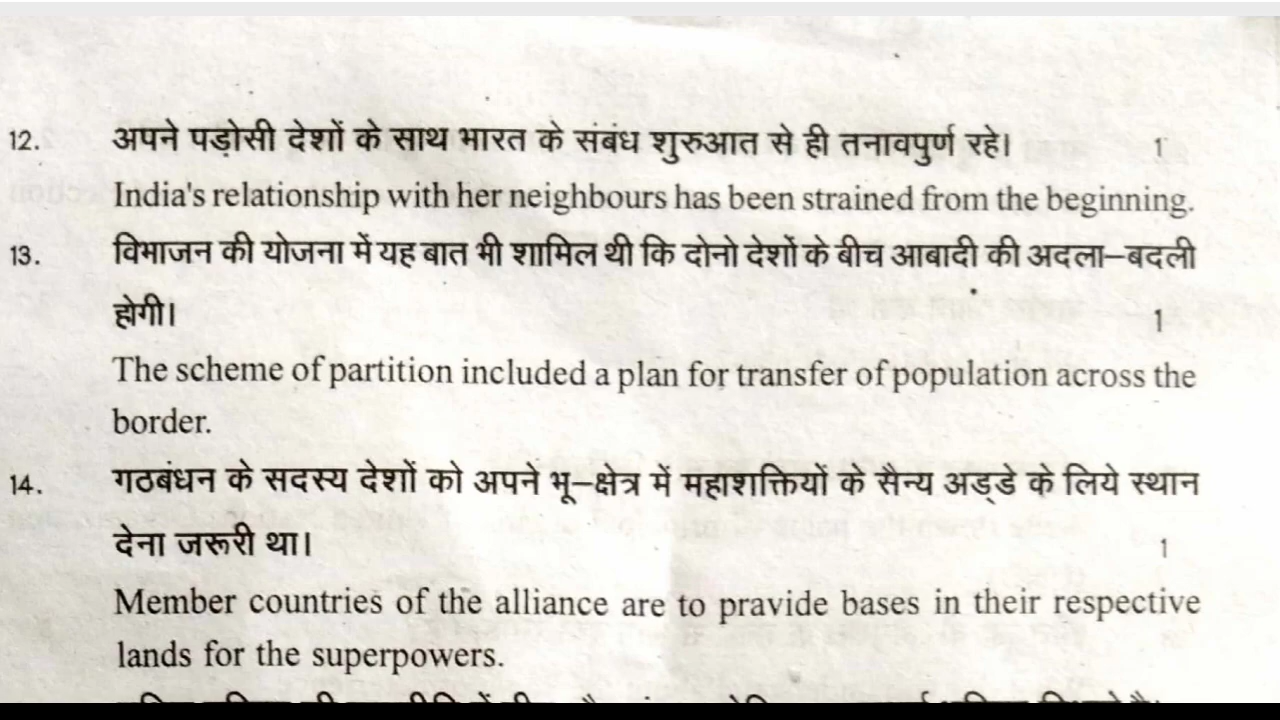 12. अपने पड़ोसी देशों के साथ भारत के संबंध शुरुआत से ही तनावपुर्ण रहे। 1
India's relationship with her neighbours has been strained from the beginning.
13. विभाजन की योजना में यह बात भी शामिल थी कि दोनो देशों के बीच आबादी की अदला–बदली
होगी। 1
The scheme of partition included a plan for transfer of population across the
border.
14. गठबंधन के सदस्य देशों को अपने भू–क्षेत्र में महाशक्तियों के सैन्य अड्डे के लिये स्थान
देना जरूरी था। 1
Member countries of the alliance are to pravide bases in their respective
lands for the superpowers.